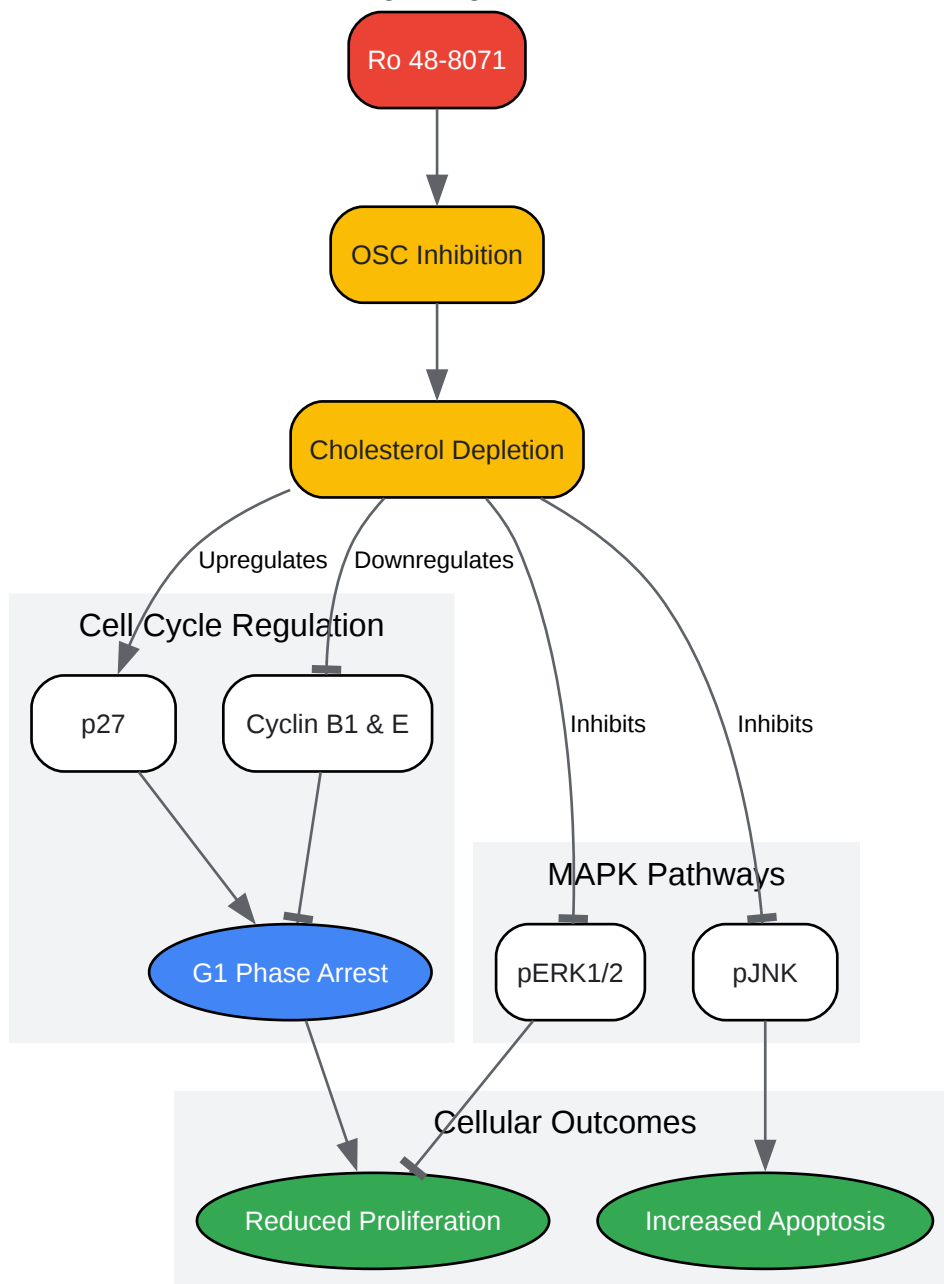 Ro 48-8071
OSC Inhibition
Cholesterol Depletion
Upregulates
Downregulates
Cell Cycle Regulation
p27
Cyclin B1 & E
Inhibits
Inhibits
MAPK Pathways
G1 Phase Arrest
pERK1/2
pJNK
Cellular Outcomes
Reduced Proliferation
Increased Apoptosis